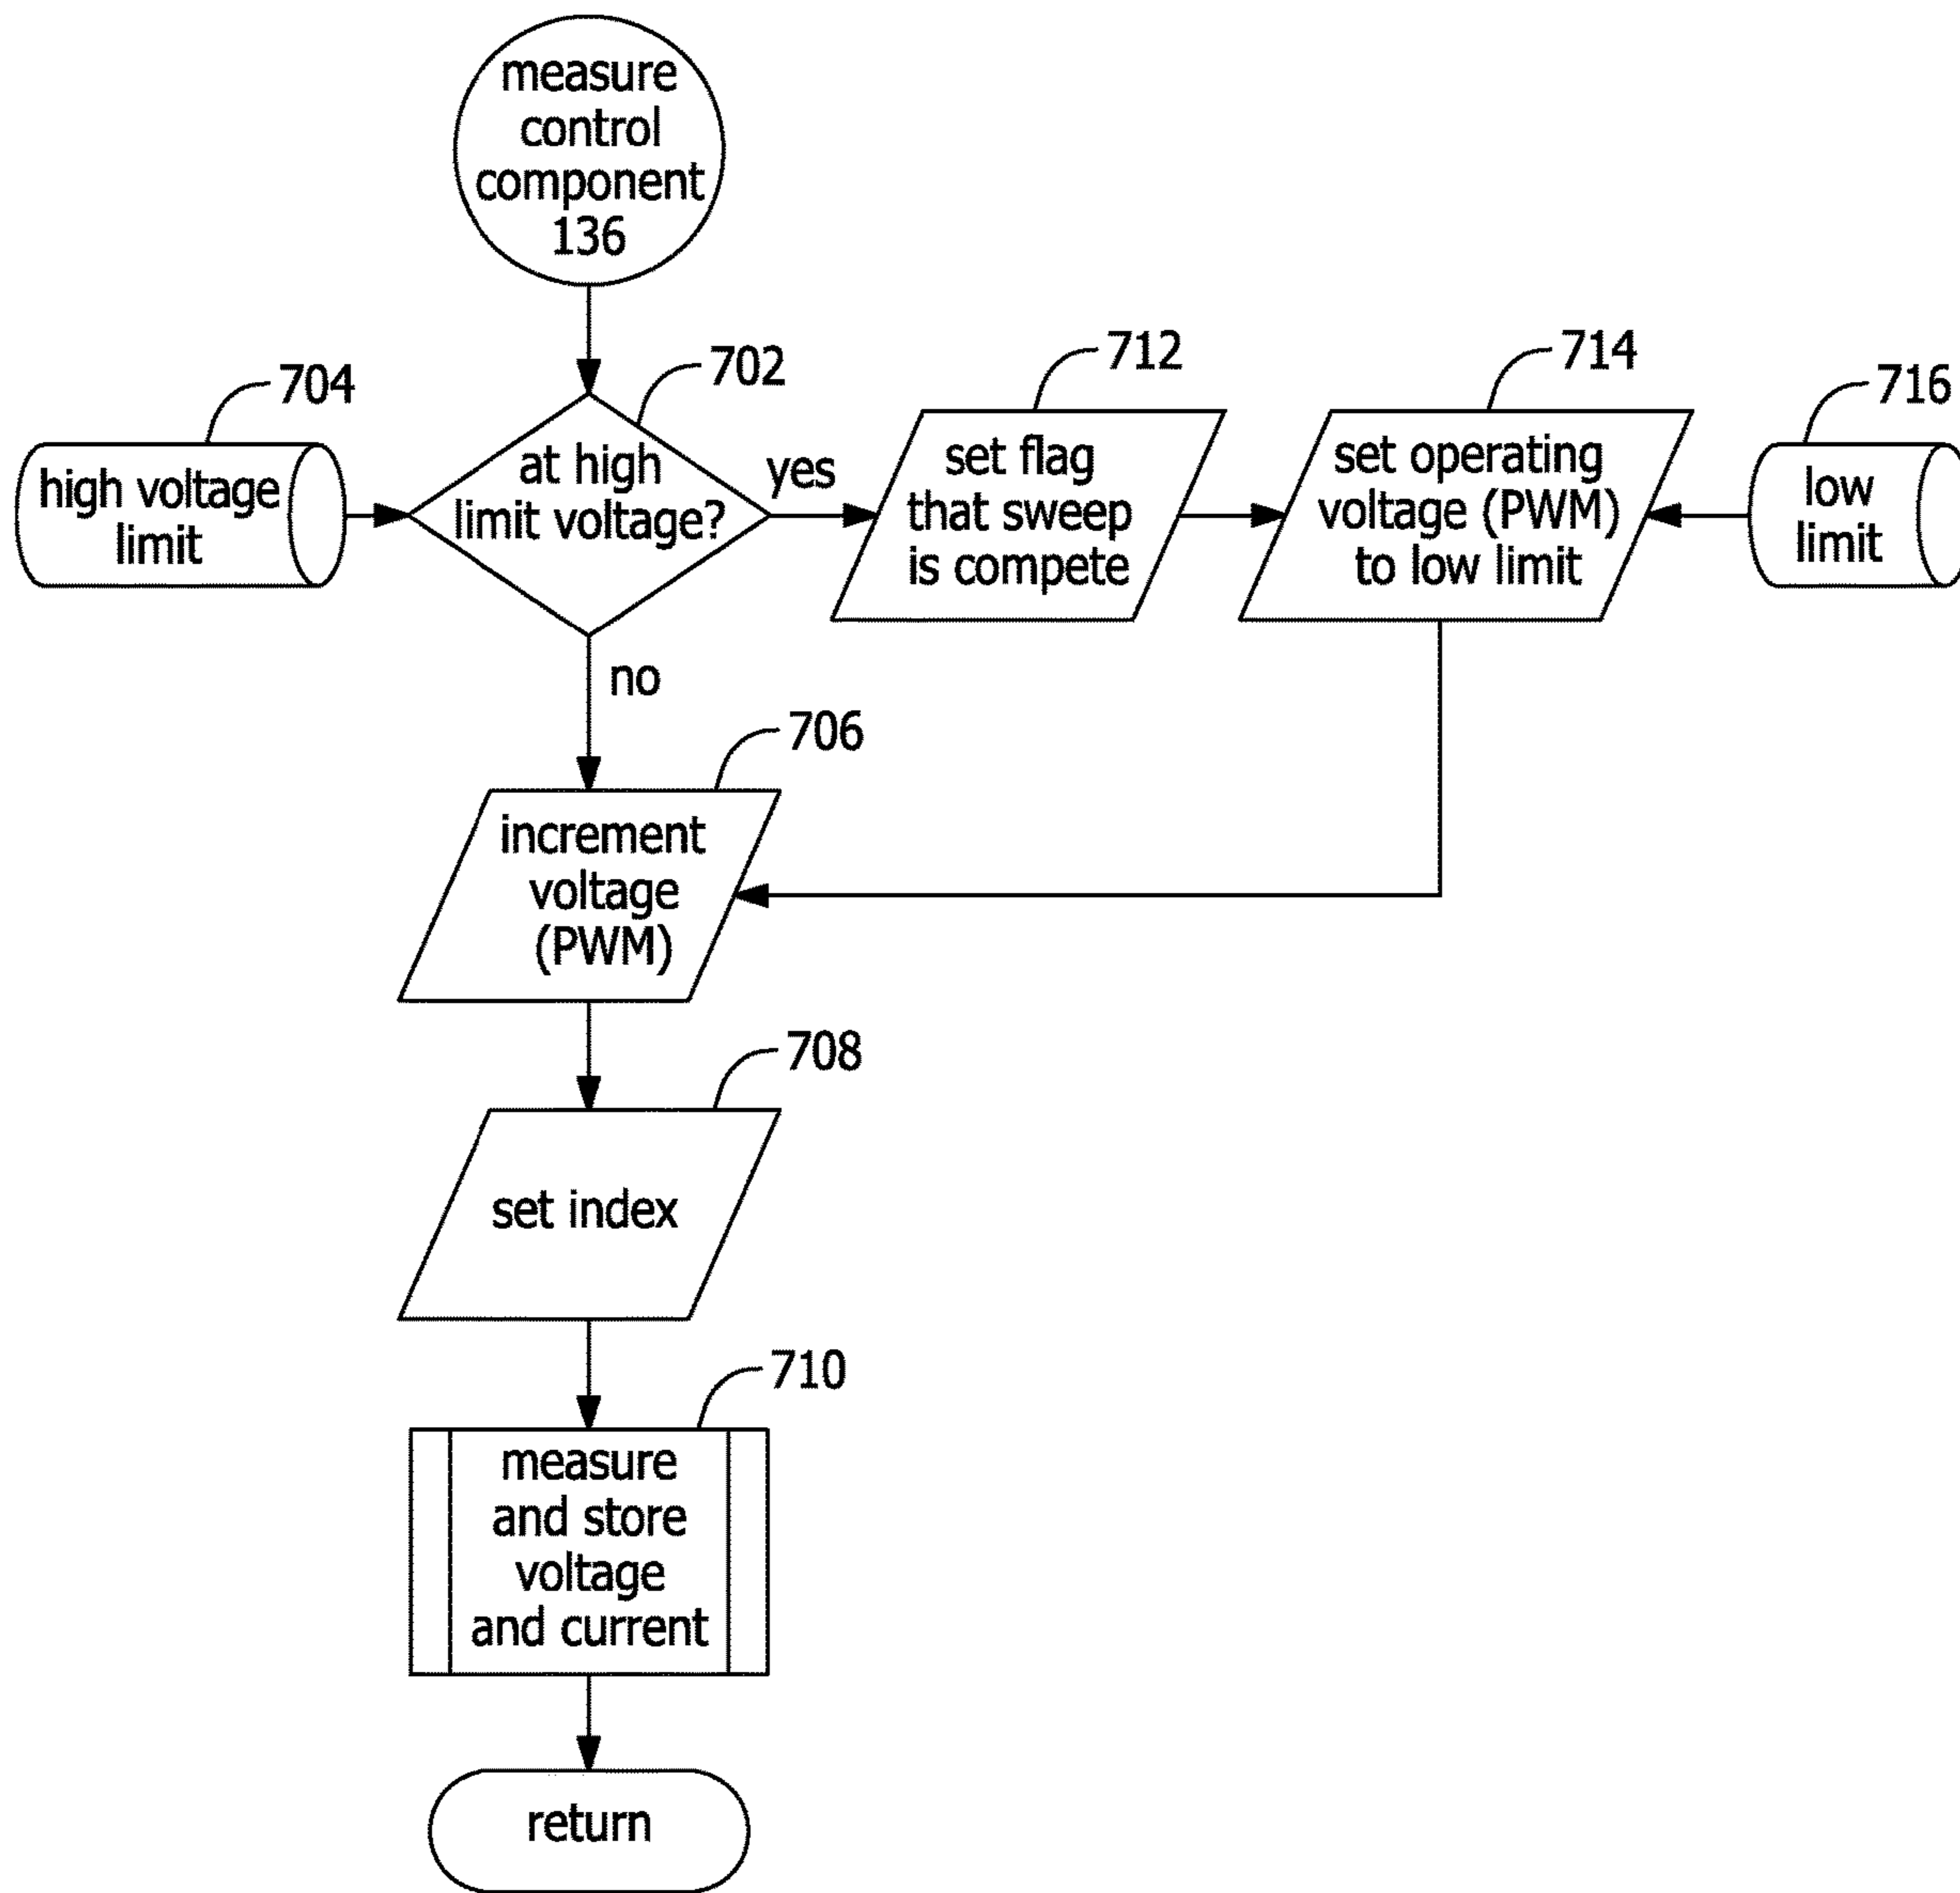 measure
control
component
136
702
704
712
714
716
high voltage
limit
at high
limit voltage?
yes
set flag
that sweep
is compete
set operating
voltage (PWM)
to low limit
low
limit
no
706
increment
voltage
(PWM)
708
set index
710
measure
and store
voltage
and current
return